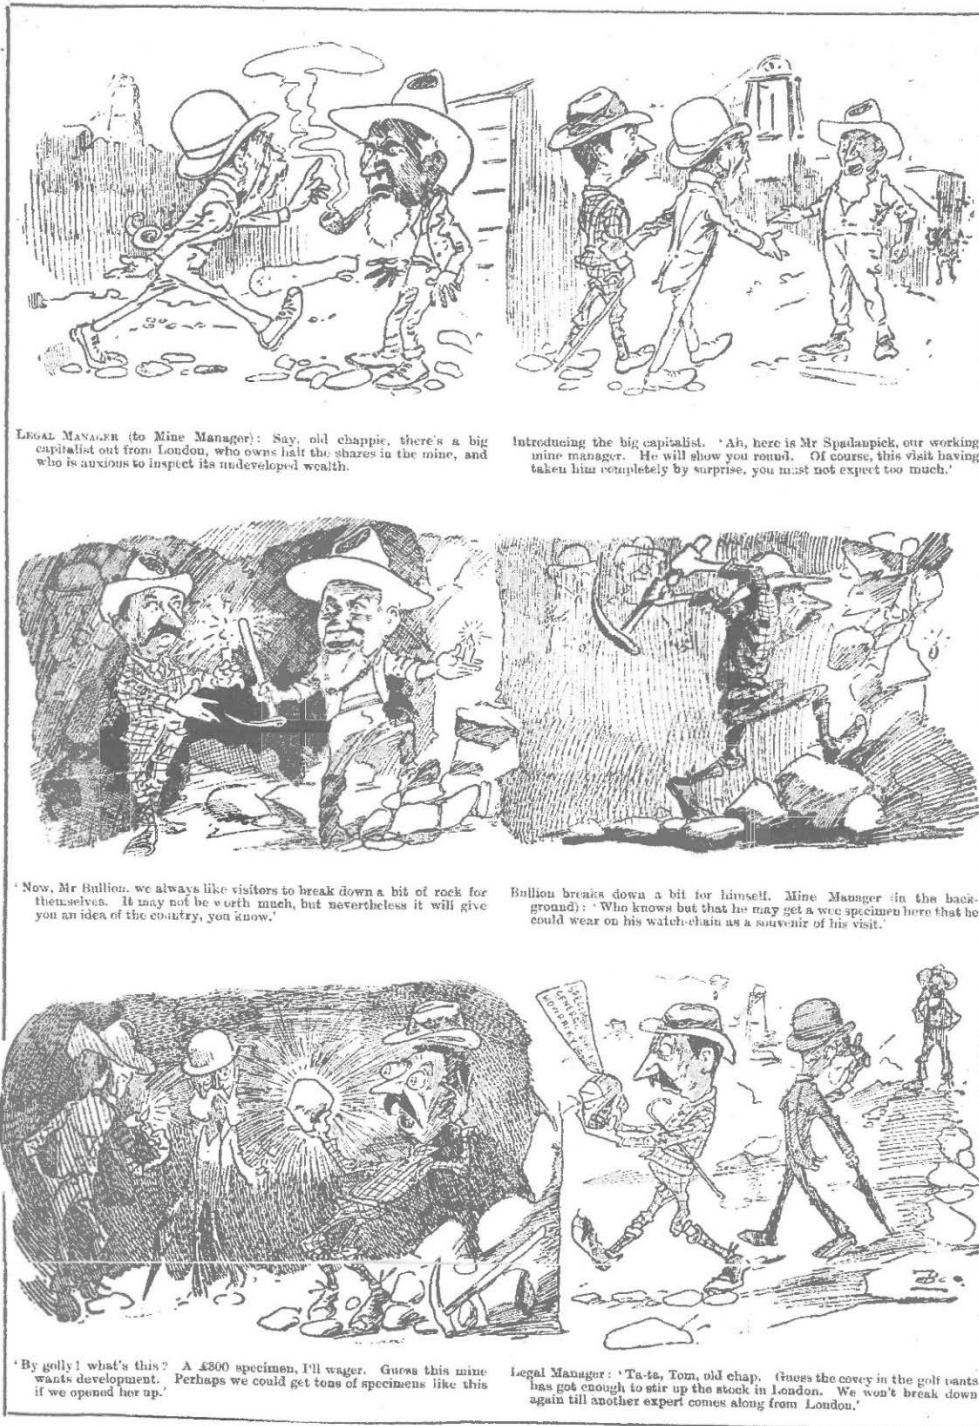 LEGAL MANAGER (to Mine Manager): Say, old chappie, there's a big
capitalist out from London, who owns half the shares in the mine, and
who is anxious to inspect its undeveloped wealth.
Introducing the big capitalist. 'Ah, here is Mr Spadanpick, our working
mine manager. He will show you round. Of course, this visit having
taken him completely by surprise, you must not expect too much.'
'Now, Mr Bullion, we always like visitors to break down a bit of rock for
themselves. It may not be worth much, but nevertheless it will give
you an idea of the country, you know.'
Bullion breaks down a bit for himself. Mine Manager (in the back-
ground): 'Who knows but that he may get a wee specimen here that he
could wear on his watch-chain as a souvenir of his visit.'
SPECIAL
GENERAL
'By golly! what's this? A £300 specimen, I'll wager. Guess this mine
wants development. Perhaps we could get tons of specimens like this
if we opened her up.'
Legal Manager: 'Ta-ta, Tom, old chap. Guess the covey in the golf pants
has got enough to stir up the stock in London. We won't break down
again till another expert comes along from London.'